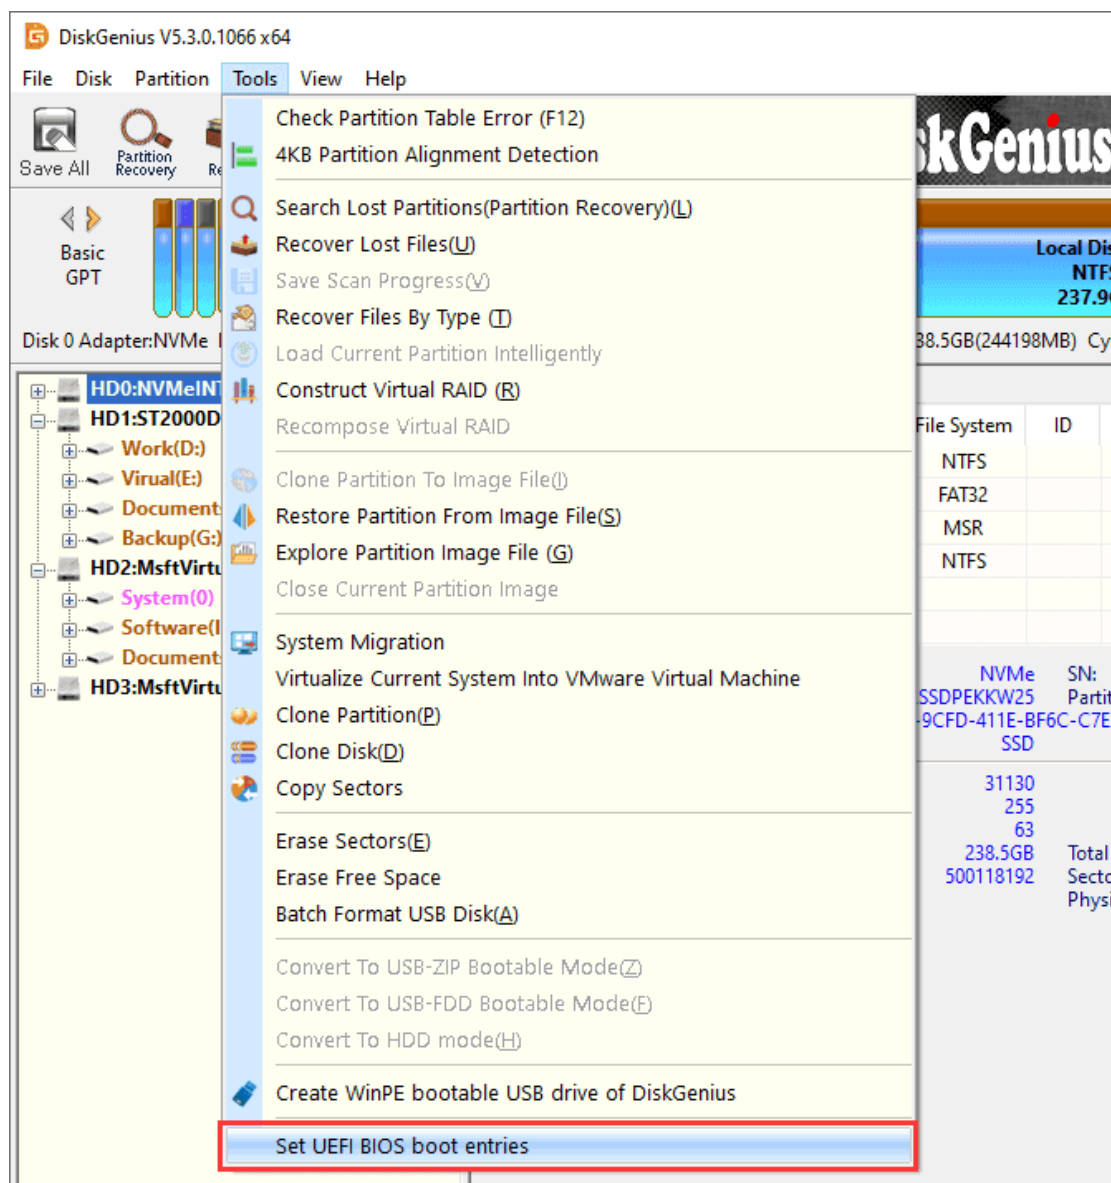 DiskGenius V5.3.0.1066 x64
File Disk Partition Tools View Help
Save All
Partition
Recovery
Basic
GPT
Disk 0 Adapter:NVMe
HD0:NVMeINT
HD1:ST2000D
Work(D:)
Virual(E:)
Document
Backup(G:)
HD2:MsftVirtu
System(0)
Software(I
Document
HD3:MsftVirtu
Check Partition Table Error (F12)
4KB Partition Alignment Detection
Search Lost Partitions(Partition Recovery)(L)
Recover Lost Files(U)
Save Scan Progress(V)
Recover Files By Type (T)
Load Current Partition Intelligently
Construct Virtual RAID (R)
Recompose Virtual RAID
Clone Partition To Image File(I)
Restore Partition From Image File(S)
Explore Partition Image File (G)
Close Current Partition Image
System Migration
Virtualize Current System Into VMware Virtual Machine
Clone Partition(P)
Clone Disk(D)
Copy Sectors
Erase Sectors(E)
Erase Free Space
Batch Format USB Disk(A)
Convert To USB-ZIP Bootable Mode(Z)
Convert To USB-FDD Bootable Mode(F)
Convert To HDD mode(H)
Create WinPE bootable USB drive of DiskGenius
Set UEFI BIOS boot entries
skGenius
Local Dis
NTFS
237.9
38.5GB(244198MB) Cy
File System ID
NTFS
FAT32
MSR
NTFS
NVMe SN:
SSDPEKKW25 Partit
-9CFD-411E-BF6C-C7E
SSD
31130
255
63
238.5GB Total
500118192 Secto
Physi